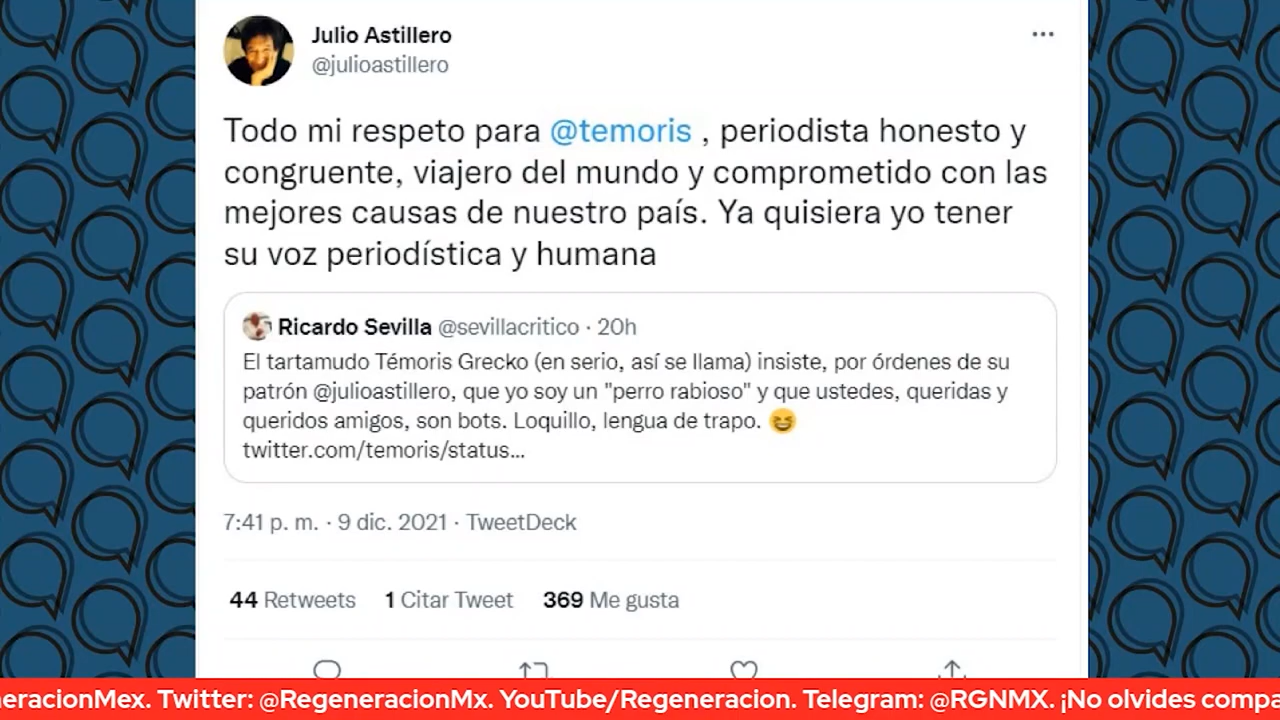 Julio Astillero
@julioastillero
Todo mi respeto para @temoris , periodista honesto y
congruente, viajero del mundo y comprometido con las
mejores causas de nuestro país. Ya quisiera yo tener
su voz periodística y humana
Ricardo Sevilla @sevillacritico · 20h
El tartamudo Témoris Grecko (en serio, así se llama) insiste, por órdenes de su
patrón @julioastillero, que yo soy un "perro rabioso" y que ustedes, queridas y
queridos amigos, son bots. Loquillo, lengua de trapo. 😆
twitter.com/temoris/status...
7:41 p. m. · 9 dic. 2021 · TweetDeck
44 Retweets 1 Citar Tweet 369 Me gusta
neracionMex. Twitter: @RegeneracionMx. YouTube/Regeneracion. Telegram: @RGNMX. ¡No olvides compa